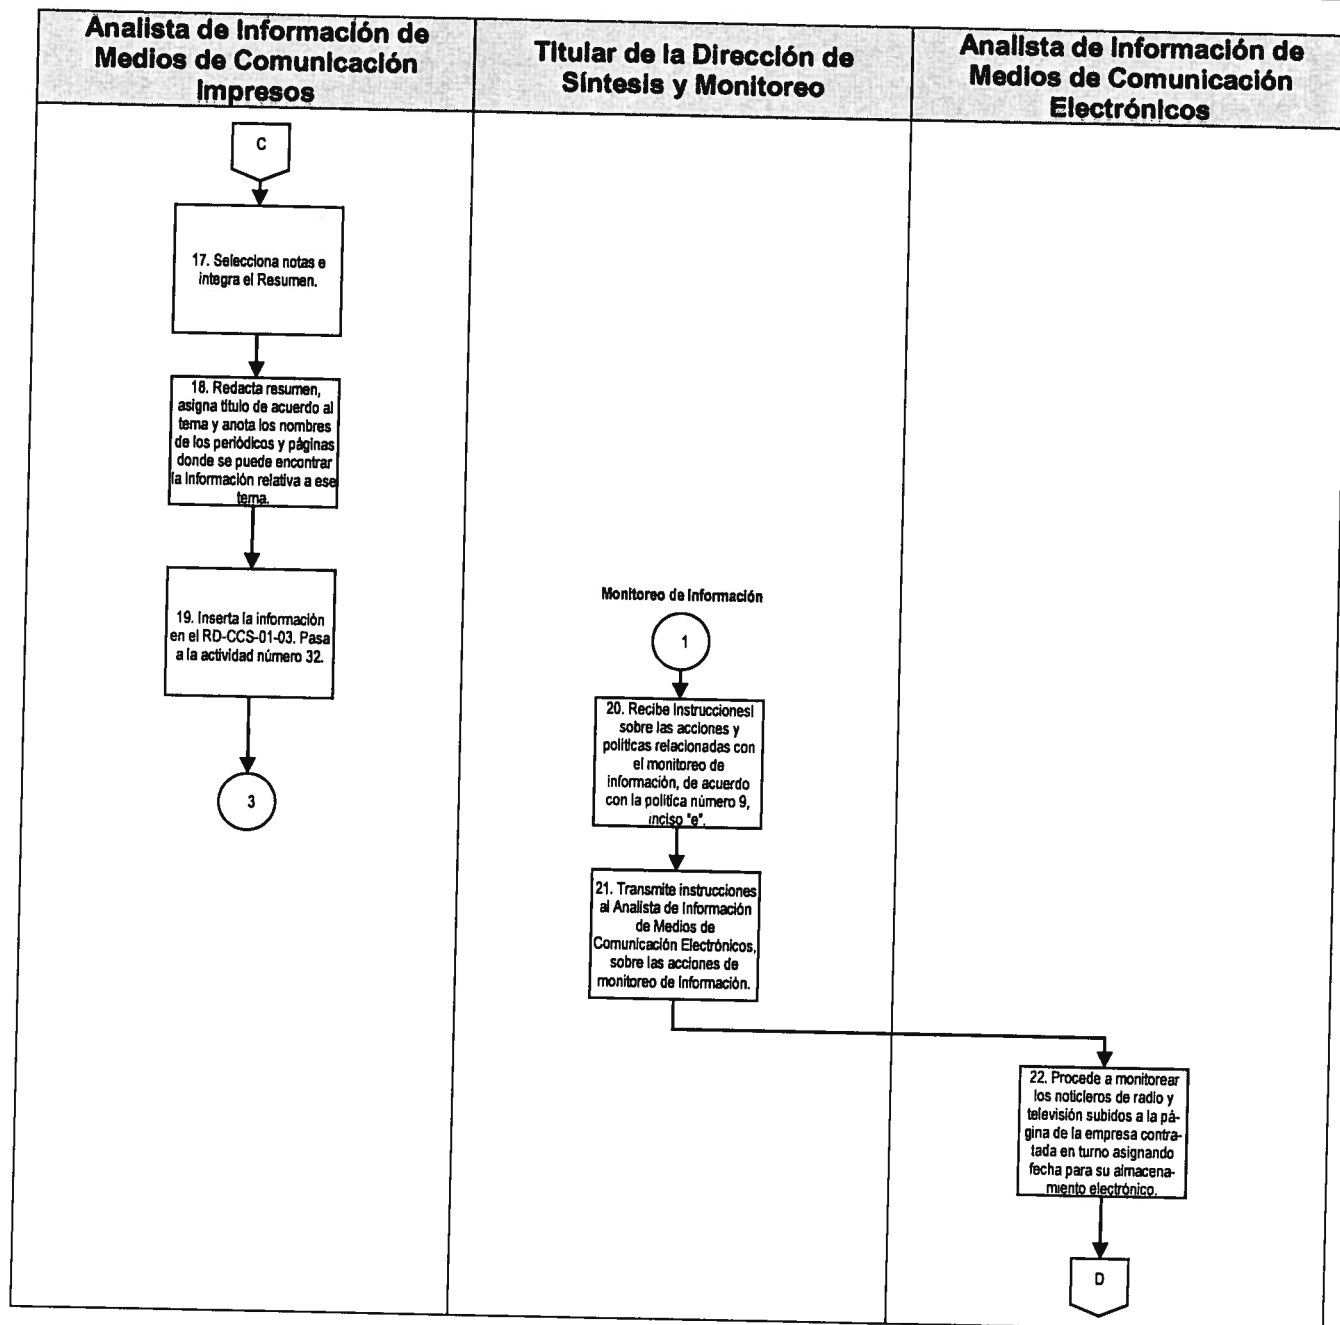 Analista de Información de
Medios de Comunicación
Impresos
Titular de la Dirección de
Síntesis y Monitoreo
Analista de Información de
Medios de Comunicación
Electrónicos
C
17. Selecciona notas e
integra el Resumen.
18. Redacta resumen,
asigna título de acuerdo al
tema y anota los nombres
de los periódicos y páginas
donde se puede encontrar
la Información relativa a ese
tema.
19. Inserta la información
en el RD-CCS-01-03. Pasa
a la actividad número 32.
3
Monitoreo de Información
1
20. Recibe Instruccionesl
sobre las acciones y
políticas relacionadas con
el monitoreo de
información, de acuerdo
con la política número 9,
inciso "e".
21. Transmite instrucciones
al Analista de Información
de Medios de
Comunicación Electrónicos,
sobre las acciones de
monitoreo de Información.
22. Procede a monitorear
los noticieros de radio y
televisión subidos a la pá-
gina de la empresa contra-
tada en turno asignando
fecha para su almacena-
miento electrónico.
D